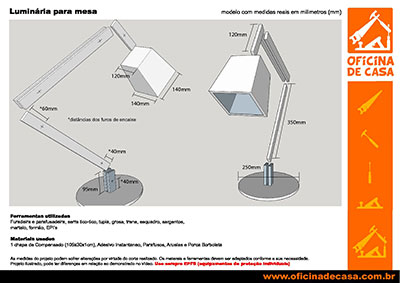 Luminária para mesa
modelo com medidas reais em milímetros (mm)
OFICINA
DE CASA
120mm
120mm
140mm
140mm
*60mm
*distâncias dos furos de encaixe
350mm
*40mm
*40mm
95mm
250mm
Ferramentas utilizadas
Furadeira e parafusadeira, serra tico-tico, tupia, grosa, trena, esquadro, sargentos,
martelo, formão, EPI's
Materiais usados
1 chapa de Compensado (105x30x1cm), Adesivo Instantâneo, Parafusos, Arruelas e Porca Borboleta
As medidas do projeto podem sofrer alterações por virtude do corte realizado. Os materiais e ferramentas devem ser adaptados conforme a sua necessidade.
Projeto ilustrado, pode ter diferenças em relação ao demonstrado no vídeo. Use sempre EPI'S (equipamentos de proteção individuais)
www.oficinadecasa.com.br